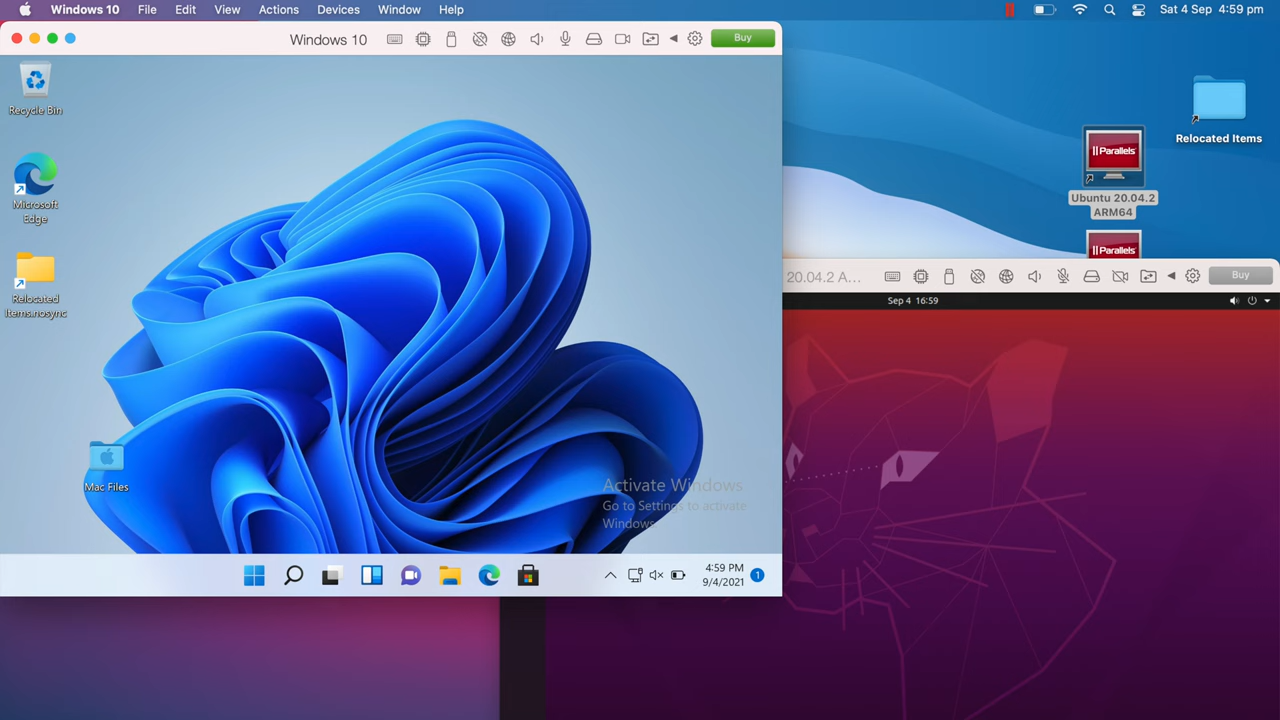 Windows 10 File Edit View Actions Devices Window Help Sat 4 Sep 4:59 pm
Windows 10 Buy
Recycle Bin
Microsoft
Edge
Relocated
Items.nosync
Mac Files
Activate Windows
Go to Settings to activate
Windows.
4:59 PM
9/4/2021
1
Relocated Items
Parallels
Ubuntu 20.04.2
ARM64
Parallels
20.04.2 A... Buy
Sep 4 16:59